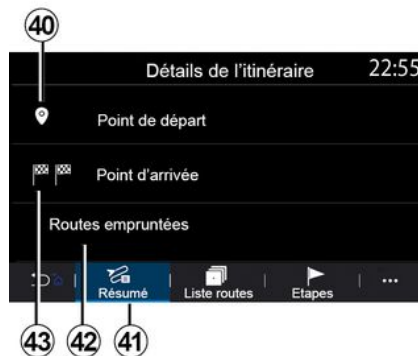 40
Détails de l'itinéraire 22:55
Point de départ
Point d'arrivée
Routes empruntées
Résumé Liste routes Etapes ...
43 42 41